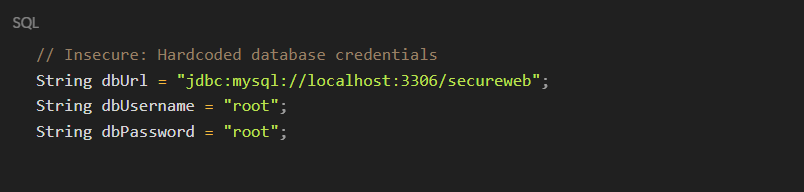 SQL
// Insecure: Hardcoded database credentials
String dbUrl = "jdbc:mysql://localhost:3306/secureweb";
String dbUsername = "root";
String dbPassword = "root";